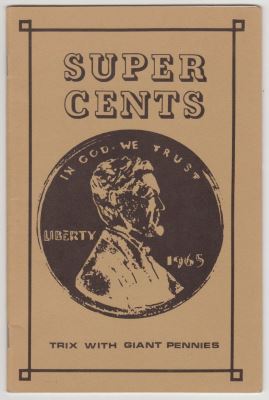 SUPER
CENTS
IN GOD WE TRUST
LIBERTY
1965
TRIX WITH GIANT PENNIES